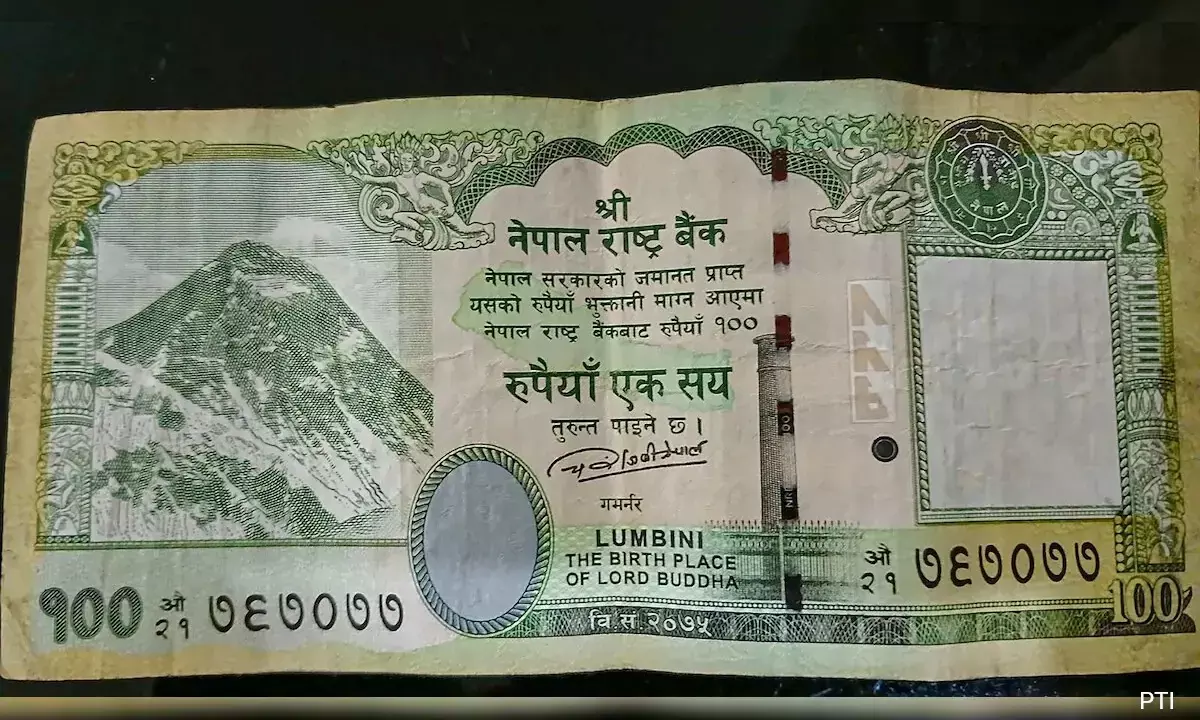 श्री
नेपाल राष्ट्र बैंक
नेपाल सरकारको जमानत प्राप्त
यसको रुपैयाँ भुक्तानी माग्न आएमा
नेपाल राष्ट्र बैंकबाट रुपैयाँ १००
रुपैयाँ एक सय
तुरुन्त पाइने छ।
गभर्नर
LUMBINI
THE BIRTH PLACE
OF LORD BUDDHA
वि सं २०७५
१००
औ
२१
७६७०७७
औ
२१
७६७०७७
100
NRB
नेपाल
PTI